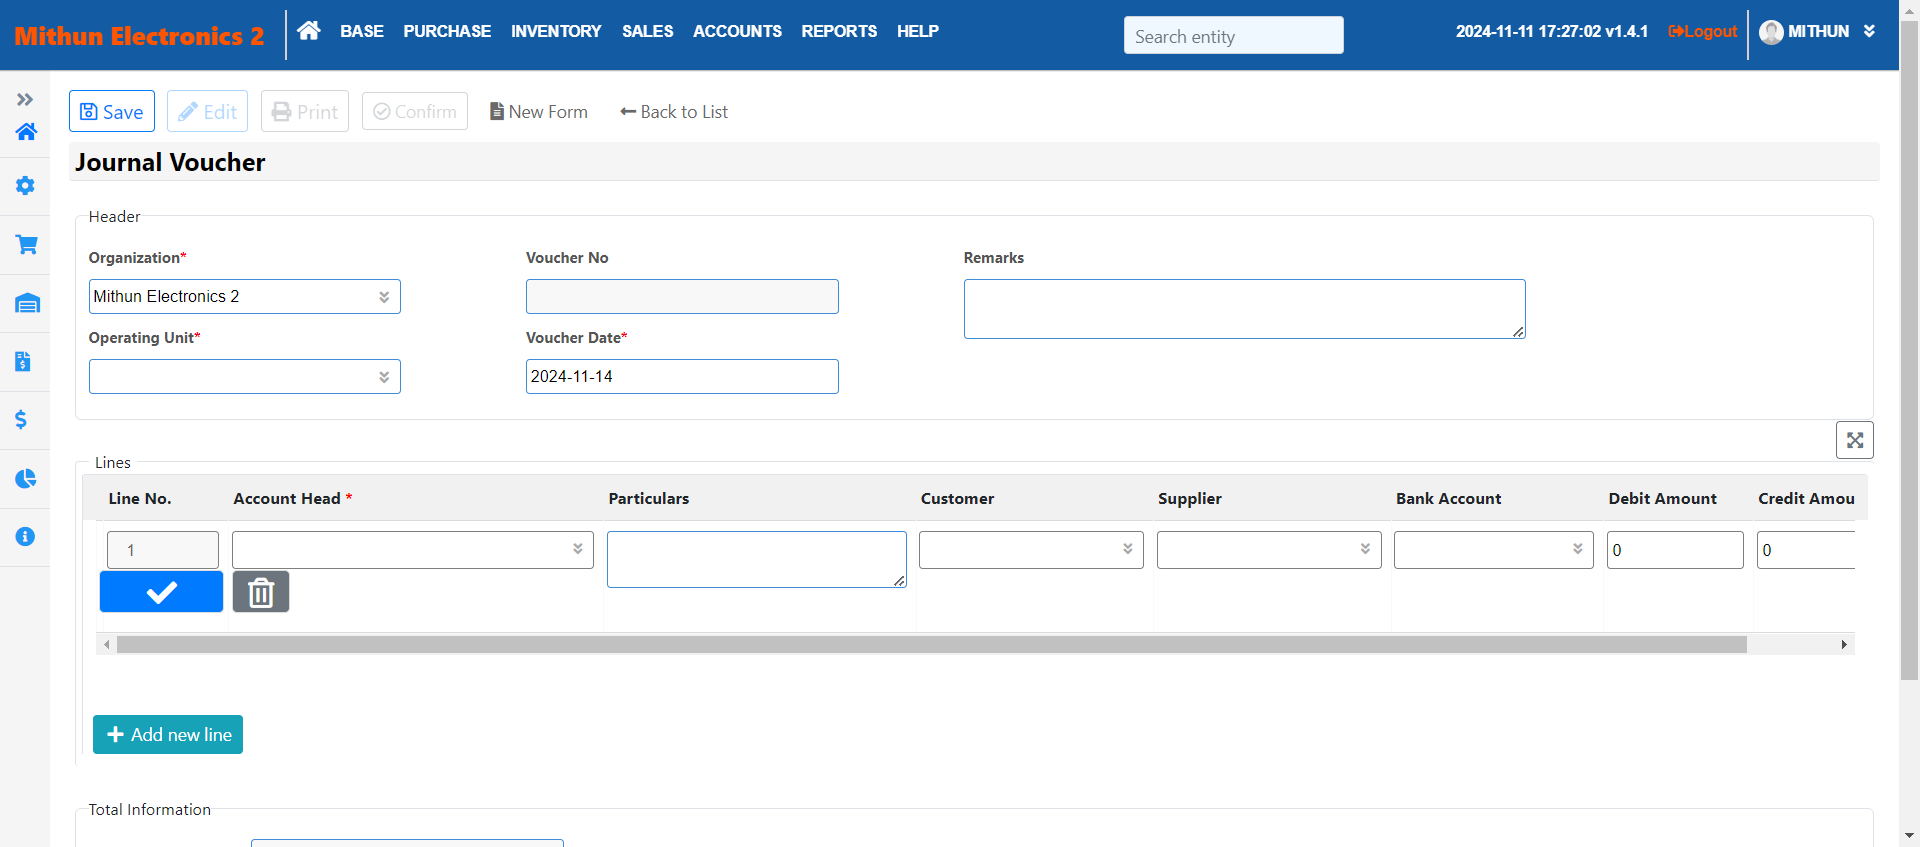 Mithun Electronics 2
BASE PURCHASE INVENTORY SALES ACCOUNTS REPORTS HELP
Search entity
2024-11-11 17:27:02 v1.4.1
Logout
MITHUN
Save Edit Print Confirm New Form Back to List
Journal Voucher
Header
Organization* Voucher No Remarks
Mithun Electronics 2
Operating Unit* Voucher Date*
2024-11-14
Lines
Line No. Account Head * Particulars Customer Supplier Bank Account Debit Amount Credit Amou
1 0 0
Add new line
Total Information